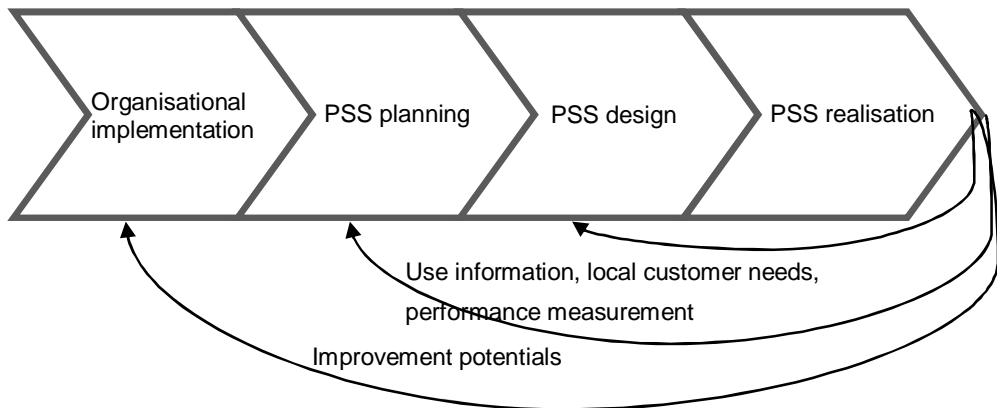 Organisational
implementation
PSS planning
PSS design
PSS realisation
Use information, local customer needs,
performance measurement
Improvement potentials